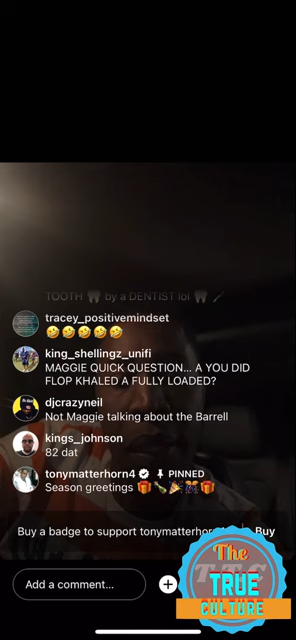 TOOTH 🦷 by a DENTIST lol 🦷
tracey_positivemindset
🤣🤣🤣🤣🤣
king_shellingz_unifi
MAGGIE QUICK QUESTION... A YOU DID
FLOP KHALED A FULLY LOADED?
djcrazyneil
Not Maggie talking about the Barrell
kings_johnson
82 dat
tonymatterhorn4 PINNED
Season greetings 🎁🍾🎉🎊🎁
Buy a badge to support tonymatterhor
Buy
Add a comment...
The
TRUE
CULTURE